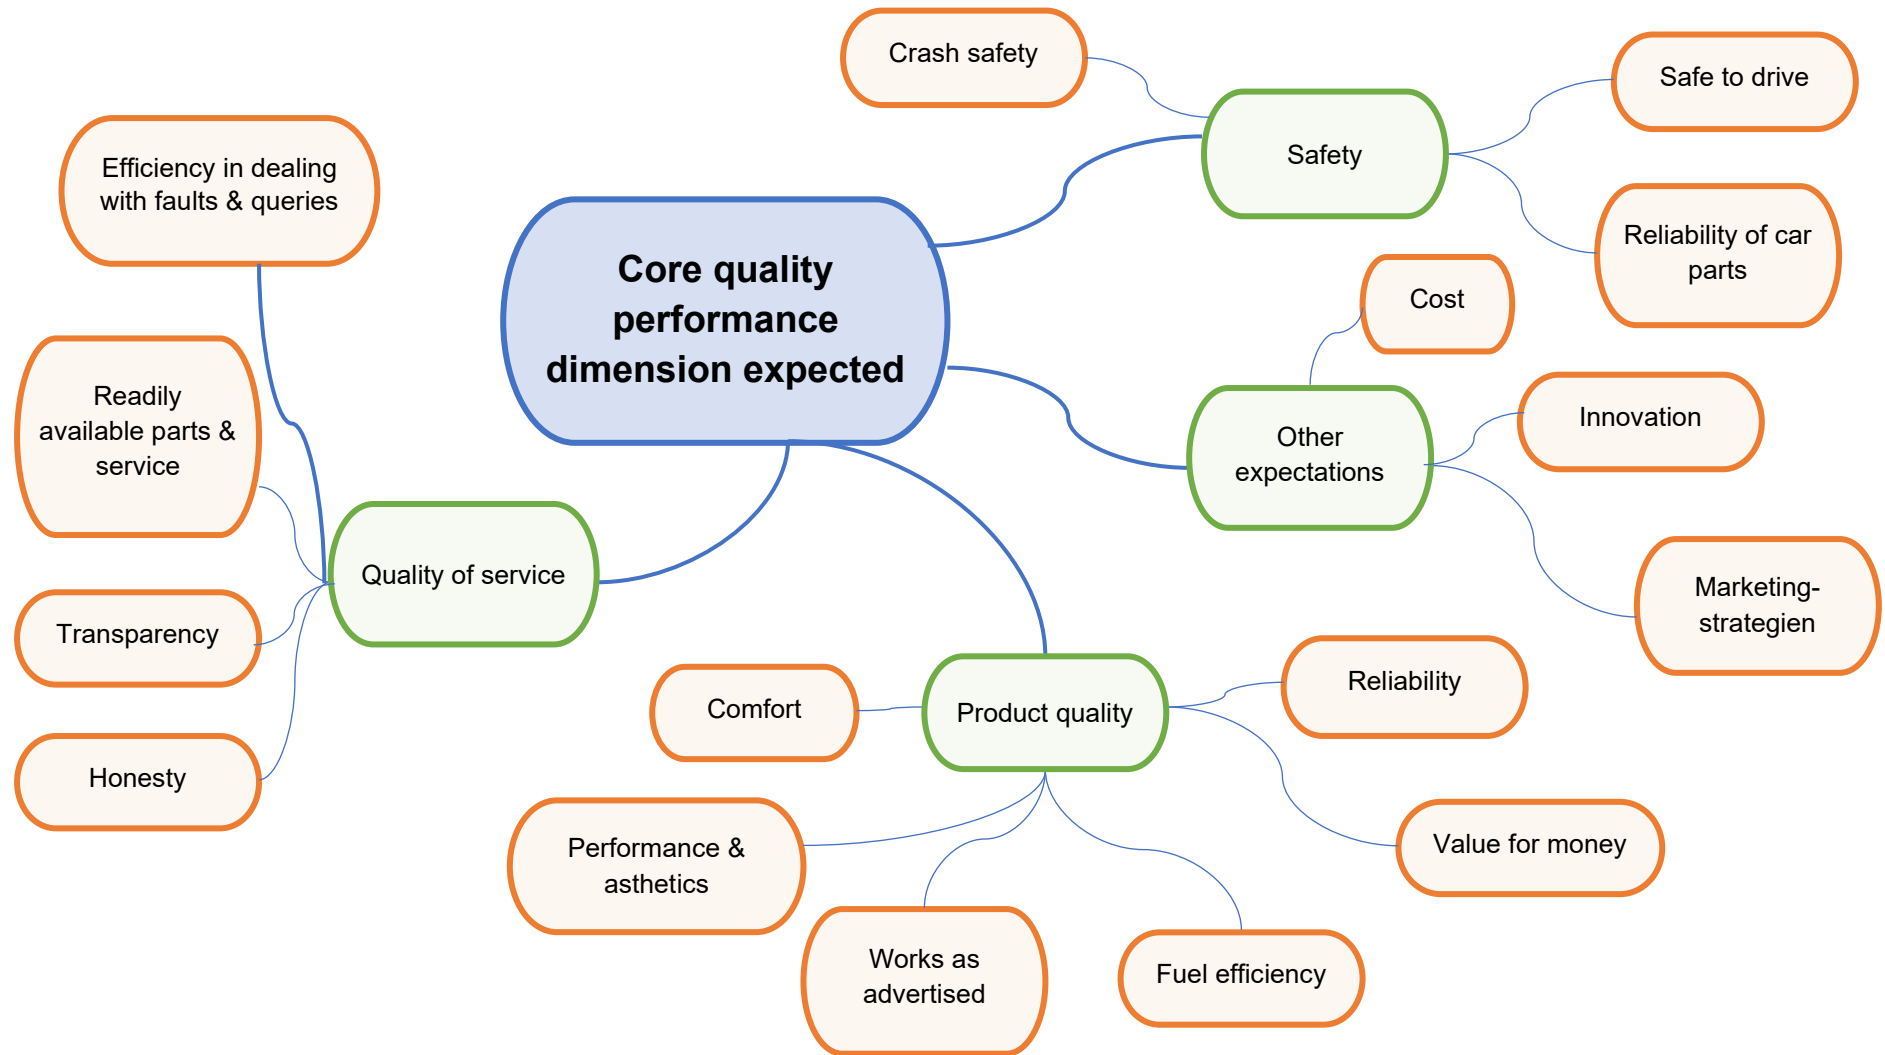 Core quality
performance
dimension expected
Crash safety
Safety
Safe to drive
Reliability of car
parts
Cost
Other
expectations
Innovation
Marketing-
strategien
Efficiency in dealing
with faults & queries
Readily
available parts &
service
Quality of service
Transparency
Honesty
Comfort
Product quality
Reliability
Value for money
Performance &
asthetics
Works as
advertised
Fuel efficiency